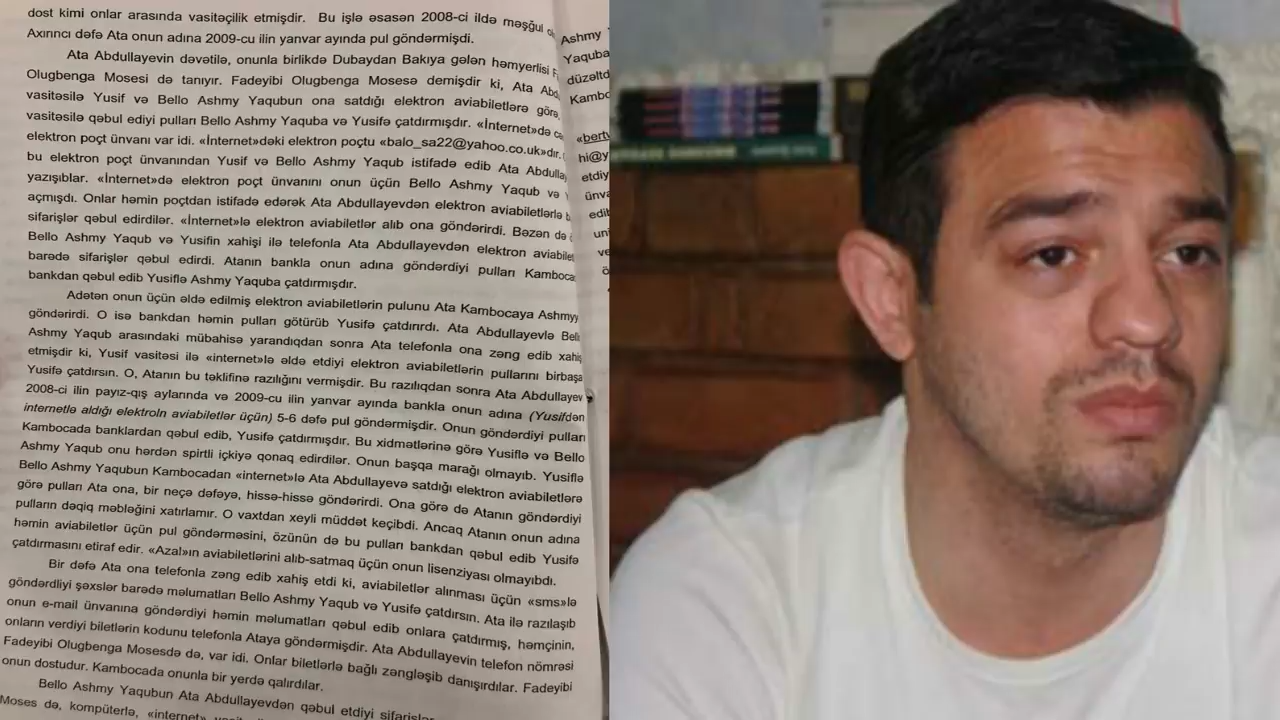 dost kimi onlar arasında vasitəçilik etmişdir. Bu işlə əsasən 2008-ci ildə məşğul
Axırıncı dəfə Ata onun adına 2009-cu ilin yanvar ayında pul göndərmişdi.
Ata Abdullayevin dəvətilə, onunla birlikdə Dubaydan Bakıya gələn həmyerlisi
Olugbenga Mosesi də tanıyır. Fadeyibi Olugbenga Mosesə demişdir ki, Ata
vasitəsilə Yusif və Bello Ashmy Yaqubun ona satdığı elektron aviabiletlərə görə,
vasitəsilə qəbul ediyi pulları Bello Ashmy Yaquba və Yusifə çatdırmışdır. «İnternet»də
elektron poçt ünvanı var idi. «İnternet»dəki elektron poçtu «balo_sa22@yahoo.co.uk»dır.
bu elektron poçt ünvanından Yusif və Bello Ashmy Yaqub istifadə edib Ata
yazışıblar. «İnternet»də elektron poçt ünvanını onun üçün Bello Ashmy Yaqub və
açmışdı. Onlar həmin poçtdan istifadə edərək Ata Abdullayevdən elektron aviabiletlərlə
sifarişlər qəbul edirdilər. «İnternet»lə elektron aviabiletlər alıb ona göndərirdi. Bəzən də
Bello Ashmy Yaqub və Yusifin xahişi ilə telefonla Ata Abdullayevdən elektron
barədə sifarişlər qəbul edirdi. Atanın bankla onun adına göndərdiyi pulları
bankdan qəbul edib Yusiflə Ashmy Yaquba çatdırmışdır.
Adətən onun üçün əldə edilmiş elektron aviabiletlərin pulunu Ata Kambocaya
göndərirdi. O isə bankdan həmin pulları götürüb Yusifə çatdırırdı. Ata Abdullayevlə
Ashmy Yaqub arasındaki mübahisə yarandıqdan sonra Ata telefonla ona zəng edib
etmişdir ki, Yusif vasitəsi ilə «internet»lə əldə etdiyi elektron aviabiletlərin pullarını birbaşa
Yusifə çatdırsın. O, Atanın bu təklifinə razılığını vermişdir. Bu razılıqdan sonra Ata Abdullayev
2008-ci ilin payız-qış aylarında və 2009-cu ilin yanvar ayında bankla onun adına (Yusifdən
internetlə aldığı elektroln aviabiletlər üçün) 5-6 dəfə pul göndərmişdir. Onun göndərdiyi pulları
Kambocada banklardan qəbul edib, Yusifə çatdırmışdır. Bu xidmətlərinə görə Yusiflə və Bello
Ashmy Yaqub onu hərdən spirtli içkiyə qonaq edirdilər. Onun başqa marağı olmayıb. Yusiflə
Bello Ashmy Yaqubun Kambocadan «internet»lə Ata Abdullayevə satdığı elektron aviabiletlərə
görə pulları Ata ona, bir neçə dəfəyə, hissə-hissə göndərirdi. Ona görə də Atanın göndərdiyi
pulların dəqiq məbləğini xatırlamır. O vaxtdan xeyli müddət keçibdi. Ancaq Atanın onun adına
həmin aviabiletlər üçün pul göndərməsini, özünün də bu pulları bankdan qəbul edib Yusifə
çatdırmasını etiraf edir. «Azal»ın aviabiletlərini alıb-satmaq üçün onun lisenziyası olmayıbdı.
Bir dəfə Ata ona telefonla zəng edib xahiş etdi ki, aviabiletlər alınması üçün «sms»lə
göndərdliyi şəxslər barədə məlumatları Bello Ashmy Yaqub və Yusifə çatdırsın. Ata ilə razılaşıb
onun e-mail ünvanına göndərdiyi həmin məlumatları qəbul edib onlara çatdırmış, həmçinin,
onların verdiyi biletlərin kodunu telefonla Ataya göndərmişdir. Ata Abdullayevin telefon nömrəsi
Fadeyibi Olugbenga Mosesdə də, var idi. Onlar biletlərlə bağlı zəngləşib danışırdılar. Fadeyibi
onun dostudur. Kambocada onunla bir yerdə qalırdılar.
Bello Ashmy Yaqubun Ata Abdullayevdən qəbul etdiyi
Moses də, kompüterlə, «internet»
Ashmy
Yaquba
düzəltd
Kambo
hi@y
etdiy
ünva
edib
uni
ve